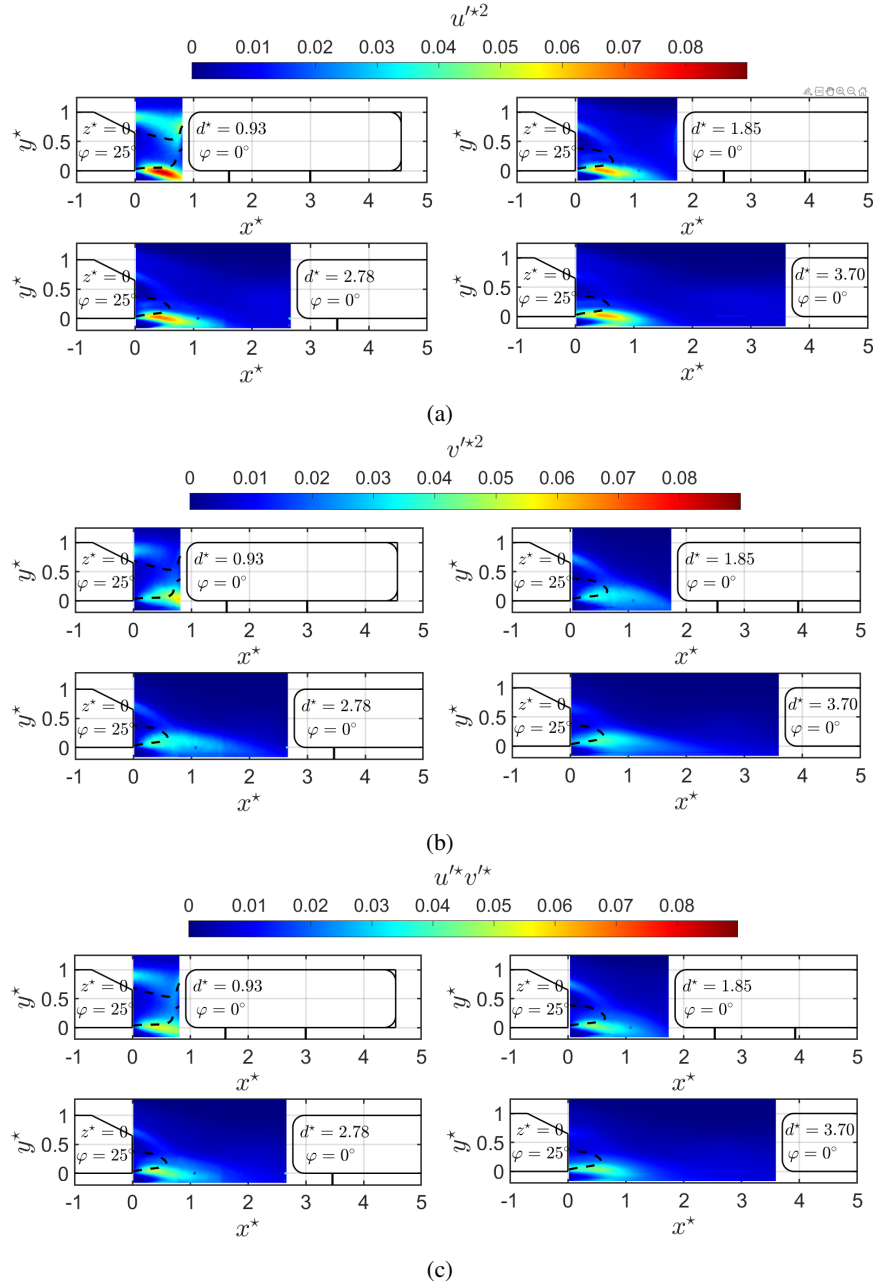 u′⋆2
0 0.01 0.02 0.03 0.04 0.05 0.06 0.07 0.08
y⋆
1
0.5
0
z⋆ = 0
φ = 25°
d⋆ = 0.93
φ = 0°
-1 0 1 2 3 4 5
x⋆
y⋆
1
0.5
0
z⋆ = 0
φ = 25°
d⋆ = 1.85
φ = 0°
-1 0 1 2 3 4 5
x⋆
y⋆
1
0.5
0
z⋆ = 0
φ = 25°
d⋆ = 2.78
φ = 0°
-1 0 1 2 3 4 5
x⋆
y⋆
1
0.5
0
z⋆ = 0
φ = 25°
d⋆ = 3.70
φ = 0°
-1 0 1 2 3 4 5
x⋆
(a)
v′⋆2
0 0.01 0.02 0.03 0.04 0.05 0.06 0.07 0.08
y⋆
1
0.5
0
z⋆ = 0
φ = 25°
d⋆ = 0.93
φ = 0°
-1 0 1 2 3 4 5
x⋆
y⋆
1
0.5
0
z⋆ = 0
φ = 25°
d⋆ = 1.85
φ = 0°
-1 0 1 2 3 4 5
x⋆
y⋆
1
0.5
0
z⋆ = 0
φ = 25°
d⋆ = 2.78
φ = 0°
-1 0 1 2 3 4 5
x⋆
y⋆
1
0.5
0
z⋆ = 0
φ = 25°
d⋆ = 3.70
φ = 0°
-1 0 1 2 3 4 5
x⋆
(b)
u′⋆v′⋆
0 0.01 0.02 0.03 0.04 0.05 0.06 0.07 0.08
y⋆
1
0.5
0
z⋆ = 0
φ = 25°
d⋆ = 0.93
φ = 0°
-1 0 1 2 3 4 5
x⋆
y⋆
1
0.5
0
z⋆ = 0
φ = 25°
d⋆ = 1.85
φ = 0°
-1 0 1 2 3 4 5
x⋆
y⋆
1
0.5
0
z⋆ = 0
φ = 25°
d⋆ = 2.78
φ = 0°
-1 0 1 2 3 4 5
x⋆
y⋆
1
0.5
0
z⋆ = 0
φ = 25°
d⋆ = 3.70
φ = 0°
-1 0 1 2 3 4 5
x⋆
(c)